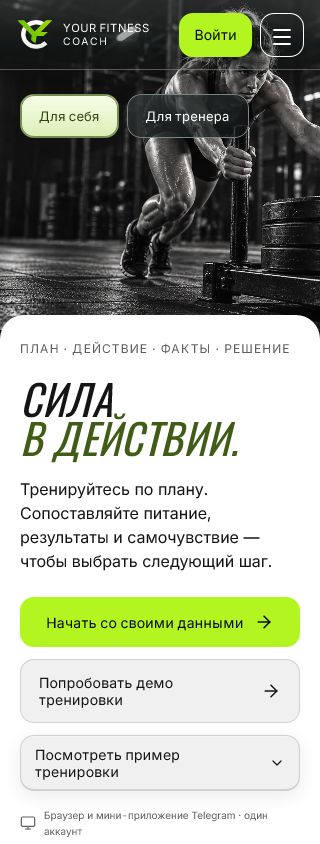 YOUR FITNESS
COACH
Войти
Для себя
Для тренера
ПЛАН · ДЕЙСТВИЕ · ФАКТЫ · РЕШЕНИЕ
СИЛА
В ДЕЙСТВИИ.
Тренируйтесь по плану.
Сопоставляйте питание,
результаты и самочувствие —
чтобы выбрать следующий шаг.
Начать со своими данными
Попробовать демо
тренировки
Посмотреть пример
тренировки
Браузер и мини-приложение Telegram · один
аккаунт